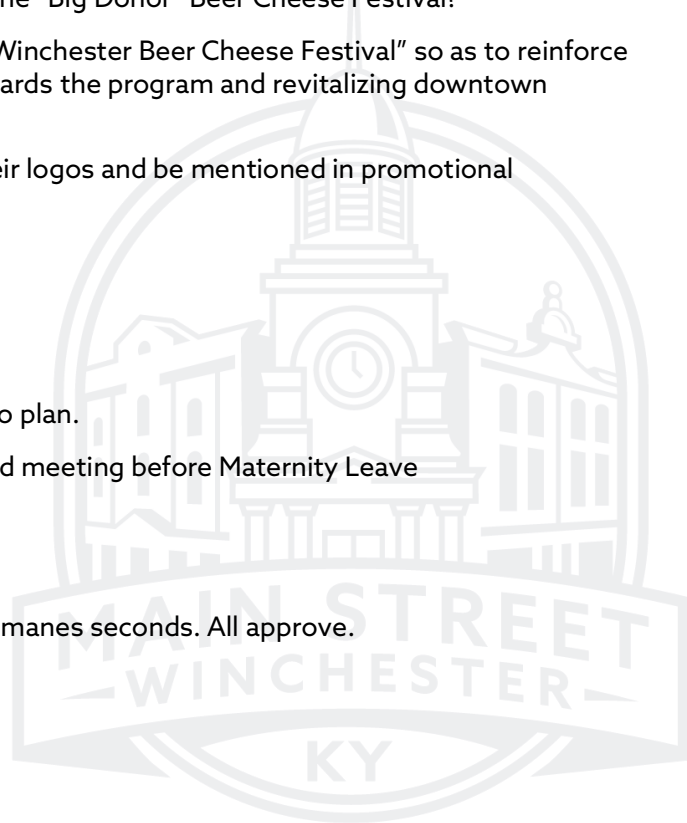 he "Big Donor" Beer Cheese Festival!
Winchester Beer Cheese Festival” so as to reinforce
ards the program and revitalizing downtown
eir logos and be mentioned in promotional
o plan.
d meeting before Maternity Leave
manes seconds. All approve.
MAIN STREET
WINCHESTER
KY